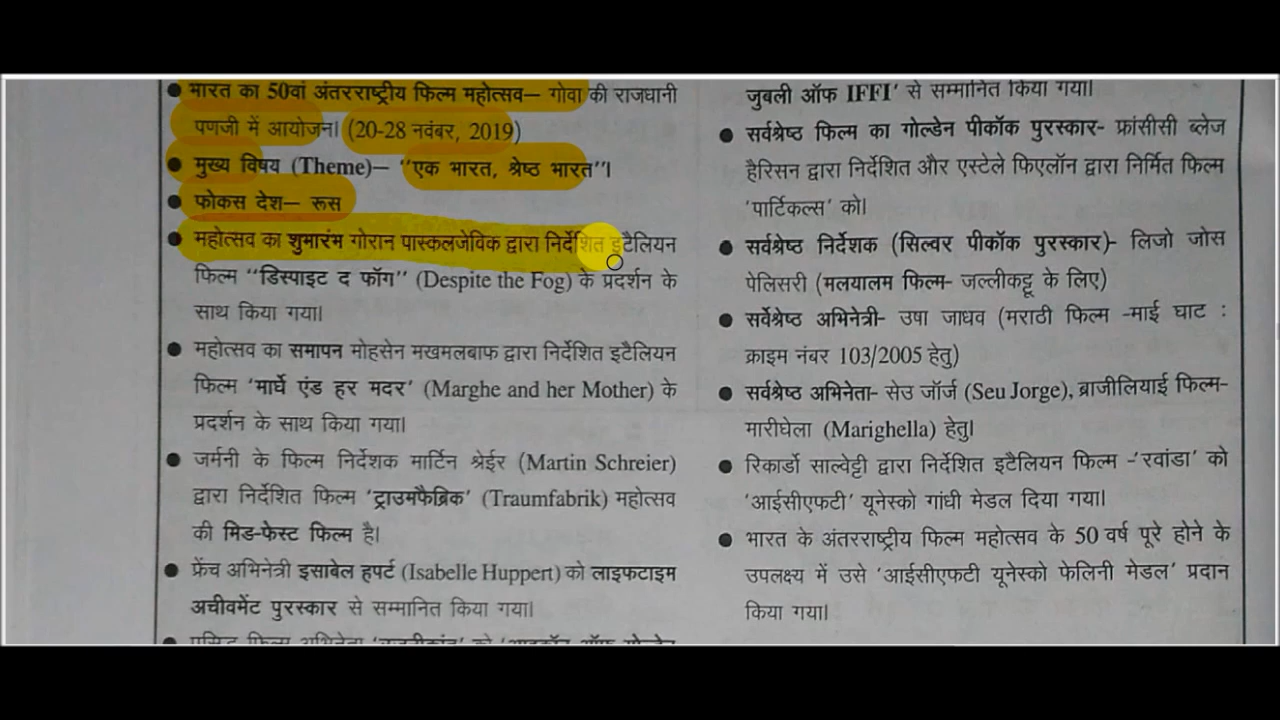 ● भारत का 50वां अंतरराष्ट्रीय फिल्म महोत्सव– गोवा की राजधानी
पणजी में आयोजन। (20-28 नवंबर, 2019)
● मुख्य विषय (Theme)– ‘‘एक भारत, श्रेष्ठ भारत’’।
● फोकस देश– रूस
● महोत्सव का शुमारंभ गोरान पास्कलजेविक द्वारा निर्देशित इटैलियन
फिल्म ‘‘डिस्पाइट द फॉग’’ (Despite the Fog) के प्रदर्शन के
साथ किया गया।
● महोत्सव का समापन मोहसेन मखमलबाफ द्वारा निर्देशित इटैलियन
फिल्म ‘मार्घे एंड हर मदर’ (Marghe and her Mother) के
प्रदर्शन के साथ किया गया।
● जर्मनी के फिल्म निर्देशक मार्टिन श्रेईर (Martin Schreier)
द्वारा निर्देशित फिल्म ‘ट्राउमफैब्रिक’ (Traumfabrik) महोत्सव
की मिड-फेस्ट फिल्म है।
● फ्रेंच अभिनेत्री इसाबेल हपर्ट (Isabelle Huppert) को लाइफटाइम
अचीवमेंट पुरस्कार से सम्मानित किया गया।
जुबली ऑफ IFFI’ से सम्मानित किया गया।
● सर्वश्रेष्ठ फिल्म का गोल्डेन पीकॉक पुरस्कार- फ्रांसीसी ब्लेज
हैरिसन द्वारा निर्देशित और एस्टेले फिएलॉन द्वारा निर्मित फिल्म
‘पार्टिकल्स’ को।
● सर्वश्रेष्ठ निर्देशक (सिल्वर पीकॉक पुरस्कार)- लिजो जोस
पेलिसरी (मलयालम फिल्म- जल्लीकट्टू के लिए)
● सर्वेश्रेष्ठ अभिनेत्री- उषा जाधव (मराठी फिल्म -माई घाट :
क्राइम नंबर 103/2005 हेतु)
● सर्वश्रेष्ठ अभिनेता- सेउ जॉर्ज (Seu Jorge), ब्राजीलियाई फिल्म-
मारीघेला (Marighella) हेतु।
● रिकार्डो साल्वेट्टी द्वारा निर्देशित इटैलियन फिल्म -‘रवांडा’ को
‘आईसीएफटी’ यूनेस्को गांधी मेडल दिया गया।
● भारत के अंतरराष्ट्रीय फिल्म महोत्सव के 50 वर्ष पूरे होने के
उपलक्ष्य में उसे ‘आईसीएफटी यूनेस्को फेलिनी मेडल’ प्रदान
किया गया।